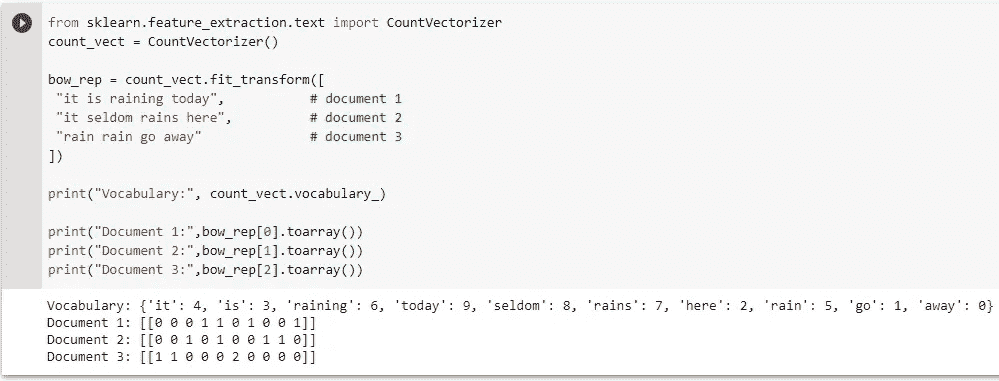 from sklearn.feature_extraction.text import CountVectorizer
count_vect = CountVectorizer()
bow_rep = count_vect.fit_transform([
"it is raining today", # document 1
"it seldom rains here", # document 2
"rain rain go away" # document 3
])
print("Vocabulary:", count_vect.vocabulary_)
print("Document 1:",bow_rep[0].toarray())
print("Document 2:",bow_rep[1].toarray())
print("Document 3:",bow_rep[2].toarray())
Vocabulary: {'it': 4, 'is': 3, 'raining': 6, 'today': 9, 'seldom': 8, 'rains': 7, 'here': 2, 'rain': 5, 'go': 1, 'away': 0}
Document 1: [[0 0 0 1 1 0 1 0 0 1]]
Document 2: [[0 0 1 0 1 0 0 1 1 0]]
Document 3: [[1 1 0 0 0 2 0 0 0 0]]